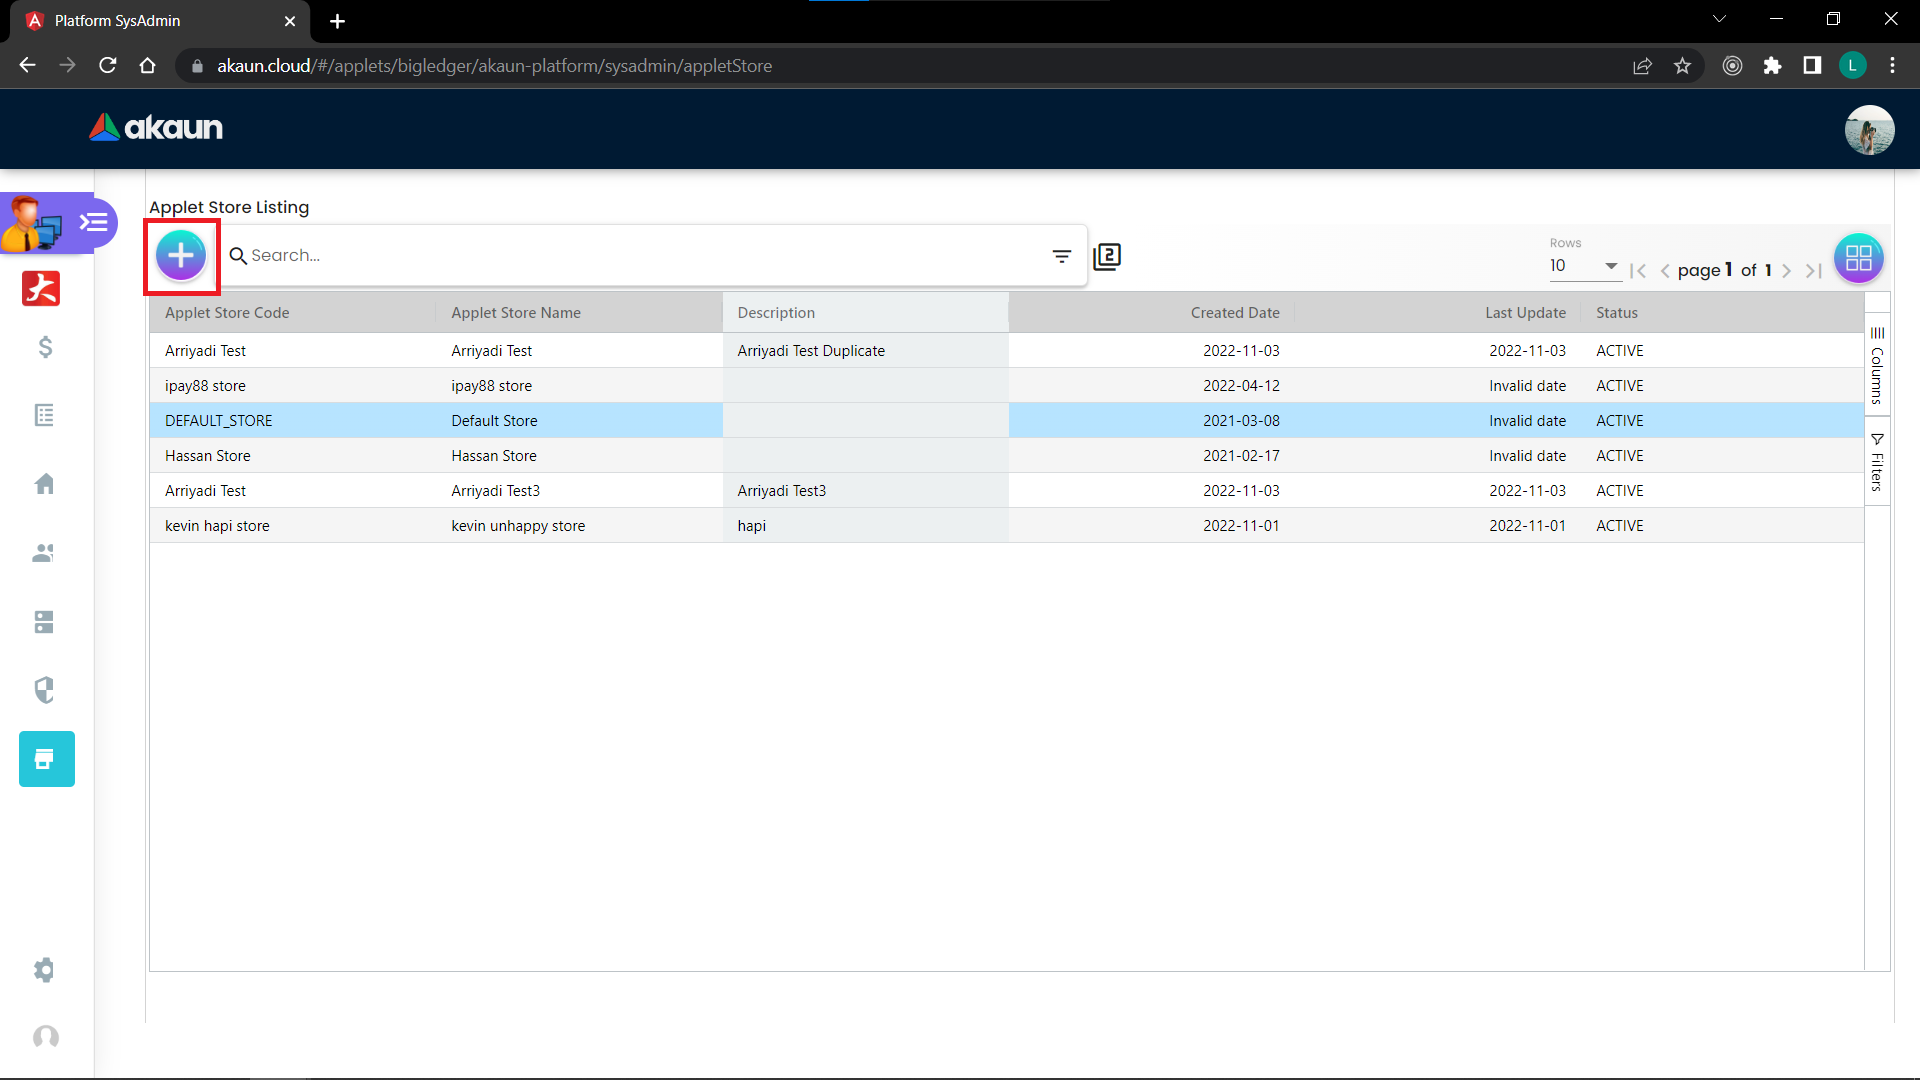 Platform SysAdmin
akaun.cloud/#/applets/bigledger/akaun-platform/sysadmin/appletStore
L
akaun
Applet Store Listing
Search...
2
Rows
10
page 1 of 1
Applet Store Code Applet Store Name Description Created Date Last Update Status
Arriyadi Test Arriyadi Test Arriyadi Test Duplicate 2022-11-03 2022-11-03 ACTIVE
ipay88 store ipay88 store 2022-04-12 Invalid date ACTIVE
DEFAULT_STORE Default Store 2021-03-08 Invalid date ACTIVE
Hassan Store Hassan Store 2021-02-17 Invalid date ACTIVE
Arriyadi Test Arriyadi Test3 Arriyadi Test3 2022-11-03 2022-11-03 ACTIVE
kevin hapi store kevin unhappy store hapi 2022-11-01 2022-11-01 ACTIVE
Columns
Filters